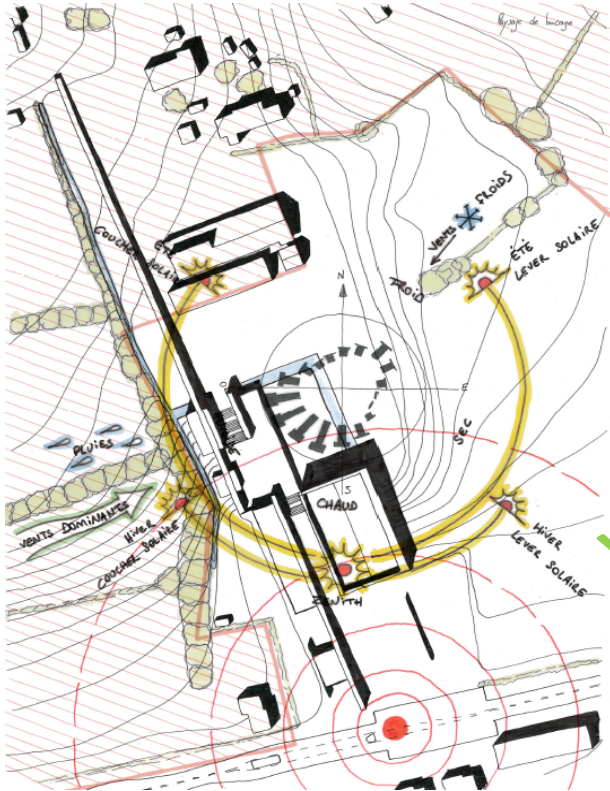 Paysage de bocage
VENTS FROIDS
FROID
ÉTÉ
LEVER SOLAIRE
ÉTÉ
COUCHER SOLAIRE
N
E
S
SEC
CHAUD
PLUIES
VENTS DOMINANTS
HIVER
COUCHER SOLAIRE
HIVER
LEVER SOLAIRE
ZENITH